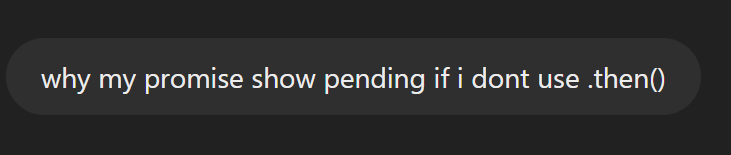 why my promise show pending if i dont use .then()